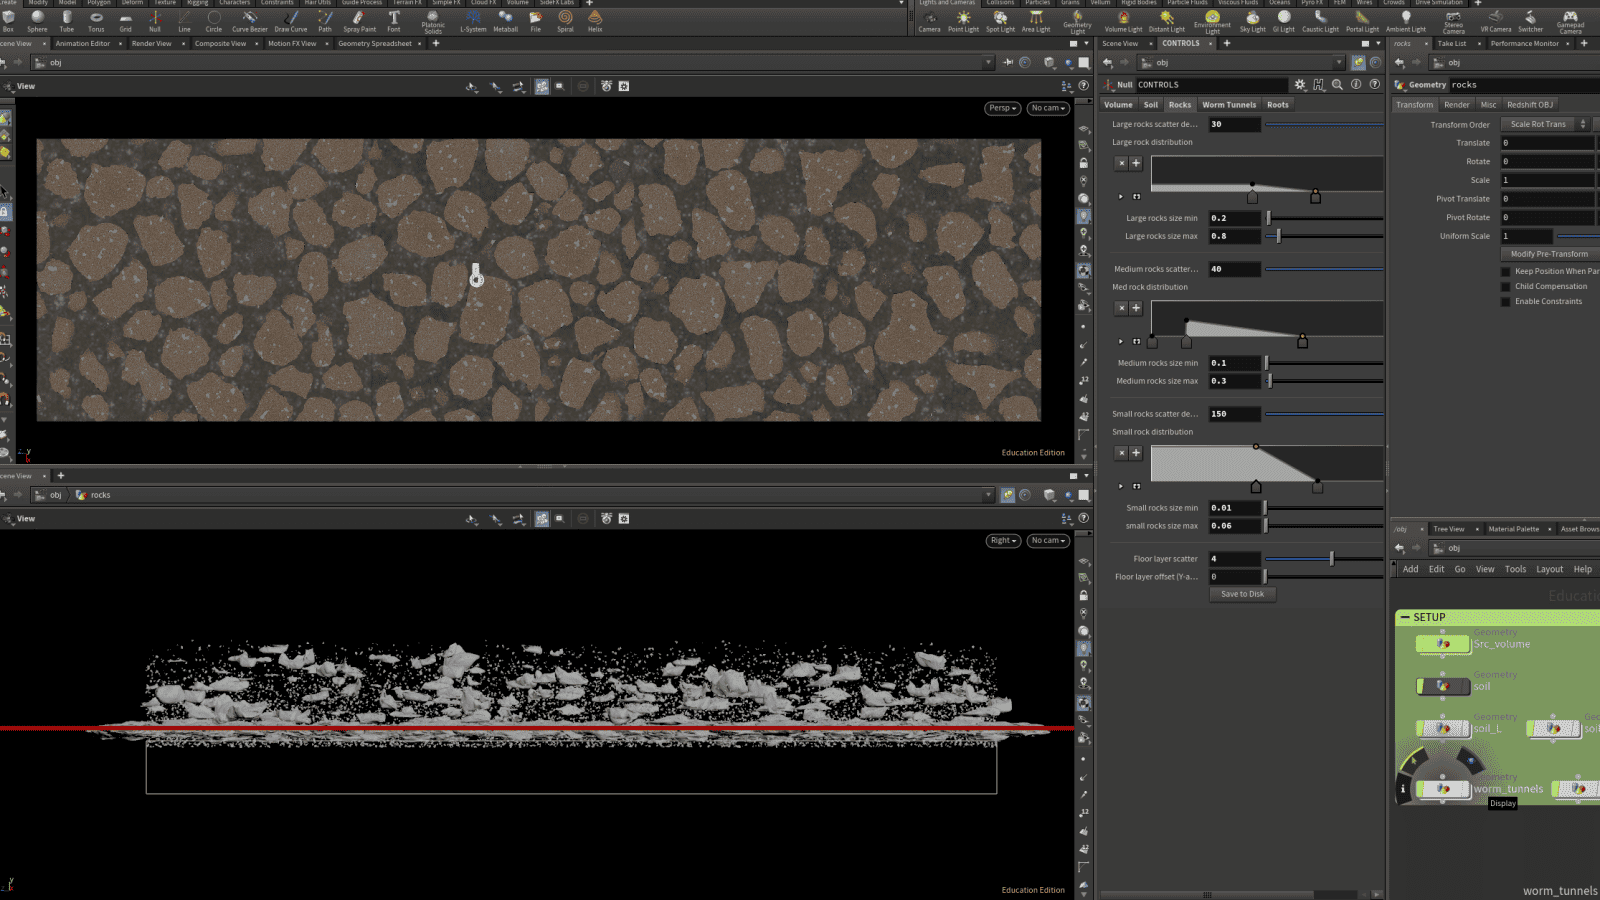 Create Modify Model Polygon Deform Texture Rigging Characters Constraints Hair Utils Guide Process Terrain FX Simple FX Cloud FX Volume SideFX Labs
Lights and Cameras Collisions Particles Grains Vellum Rigid Bodies Particle Fluids Viscous Fluids Oceans Pyro FX FEM Wires Crowds Drive Simulation
Box Sphere Tube Torus Grid Null Line Circle Curve Bezier Draw Curve Path Spray Paint Font Platonic Solids L-System Metaball File Spiral Helix
Camera Point Light Spot Light Area Light Geometry Light Volume Light Distant Light Environment Light Sky Light GI Light Caustic Light Portal Light Ambient Light Stereo Camera VR Camera Switcher Gamepad Camera
cene View Animation Editor Render View Composite View Motion FX View Geometry Spreadsheet
Scene View CONTROLS
rocks Take List Performance Monitor
obj
obj
obj
View
Null CONTROLS
Geometry rocks
Persp No cam
Volume Soil Rocks Worm Tunnels Roots
Transform Render Misc Redshift OBJ
Large rocks scatter de... 30
Large rock distribution
Large rocks size min 0.2
Large rocks size max 0.8
Medium rocks scatter... 40
Med rock distribution
Medium rocks size min 0.1
Medium rocks size max 0.3
Small rocks scatter de... 150
Small rock distribution
Small rocks size min 0.01
small rocks size max 0.06
Floor layer scatter 4
Floor layer offset (Y-a... 0
Save to Disk
Transform Order Scale Rot Trans
Translate 0
Rotate 0
Scale 1
Pivot Translate 0
Pivot Rotate 0
Uniform Scale 1
Modify Pre-Transform
Keep Position When Par
Child Compensation
Enable Constraints
Education Edition
cene View
obj rocks
View
Right No cam
Education Edition
/obj Tree View Material Palette Asset Brows
obj
Add Edit Go View Tools Layout Help
Educatio
SETUP
Geometry
Src_volume
Geometry
soil
Geometry
soil_L
Geo
soi
Geometry
worm_tunnels
Display
worm_tunnels